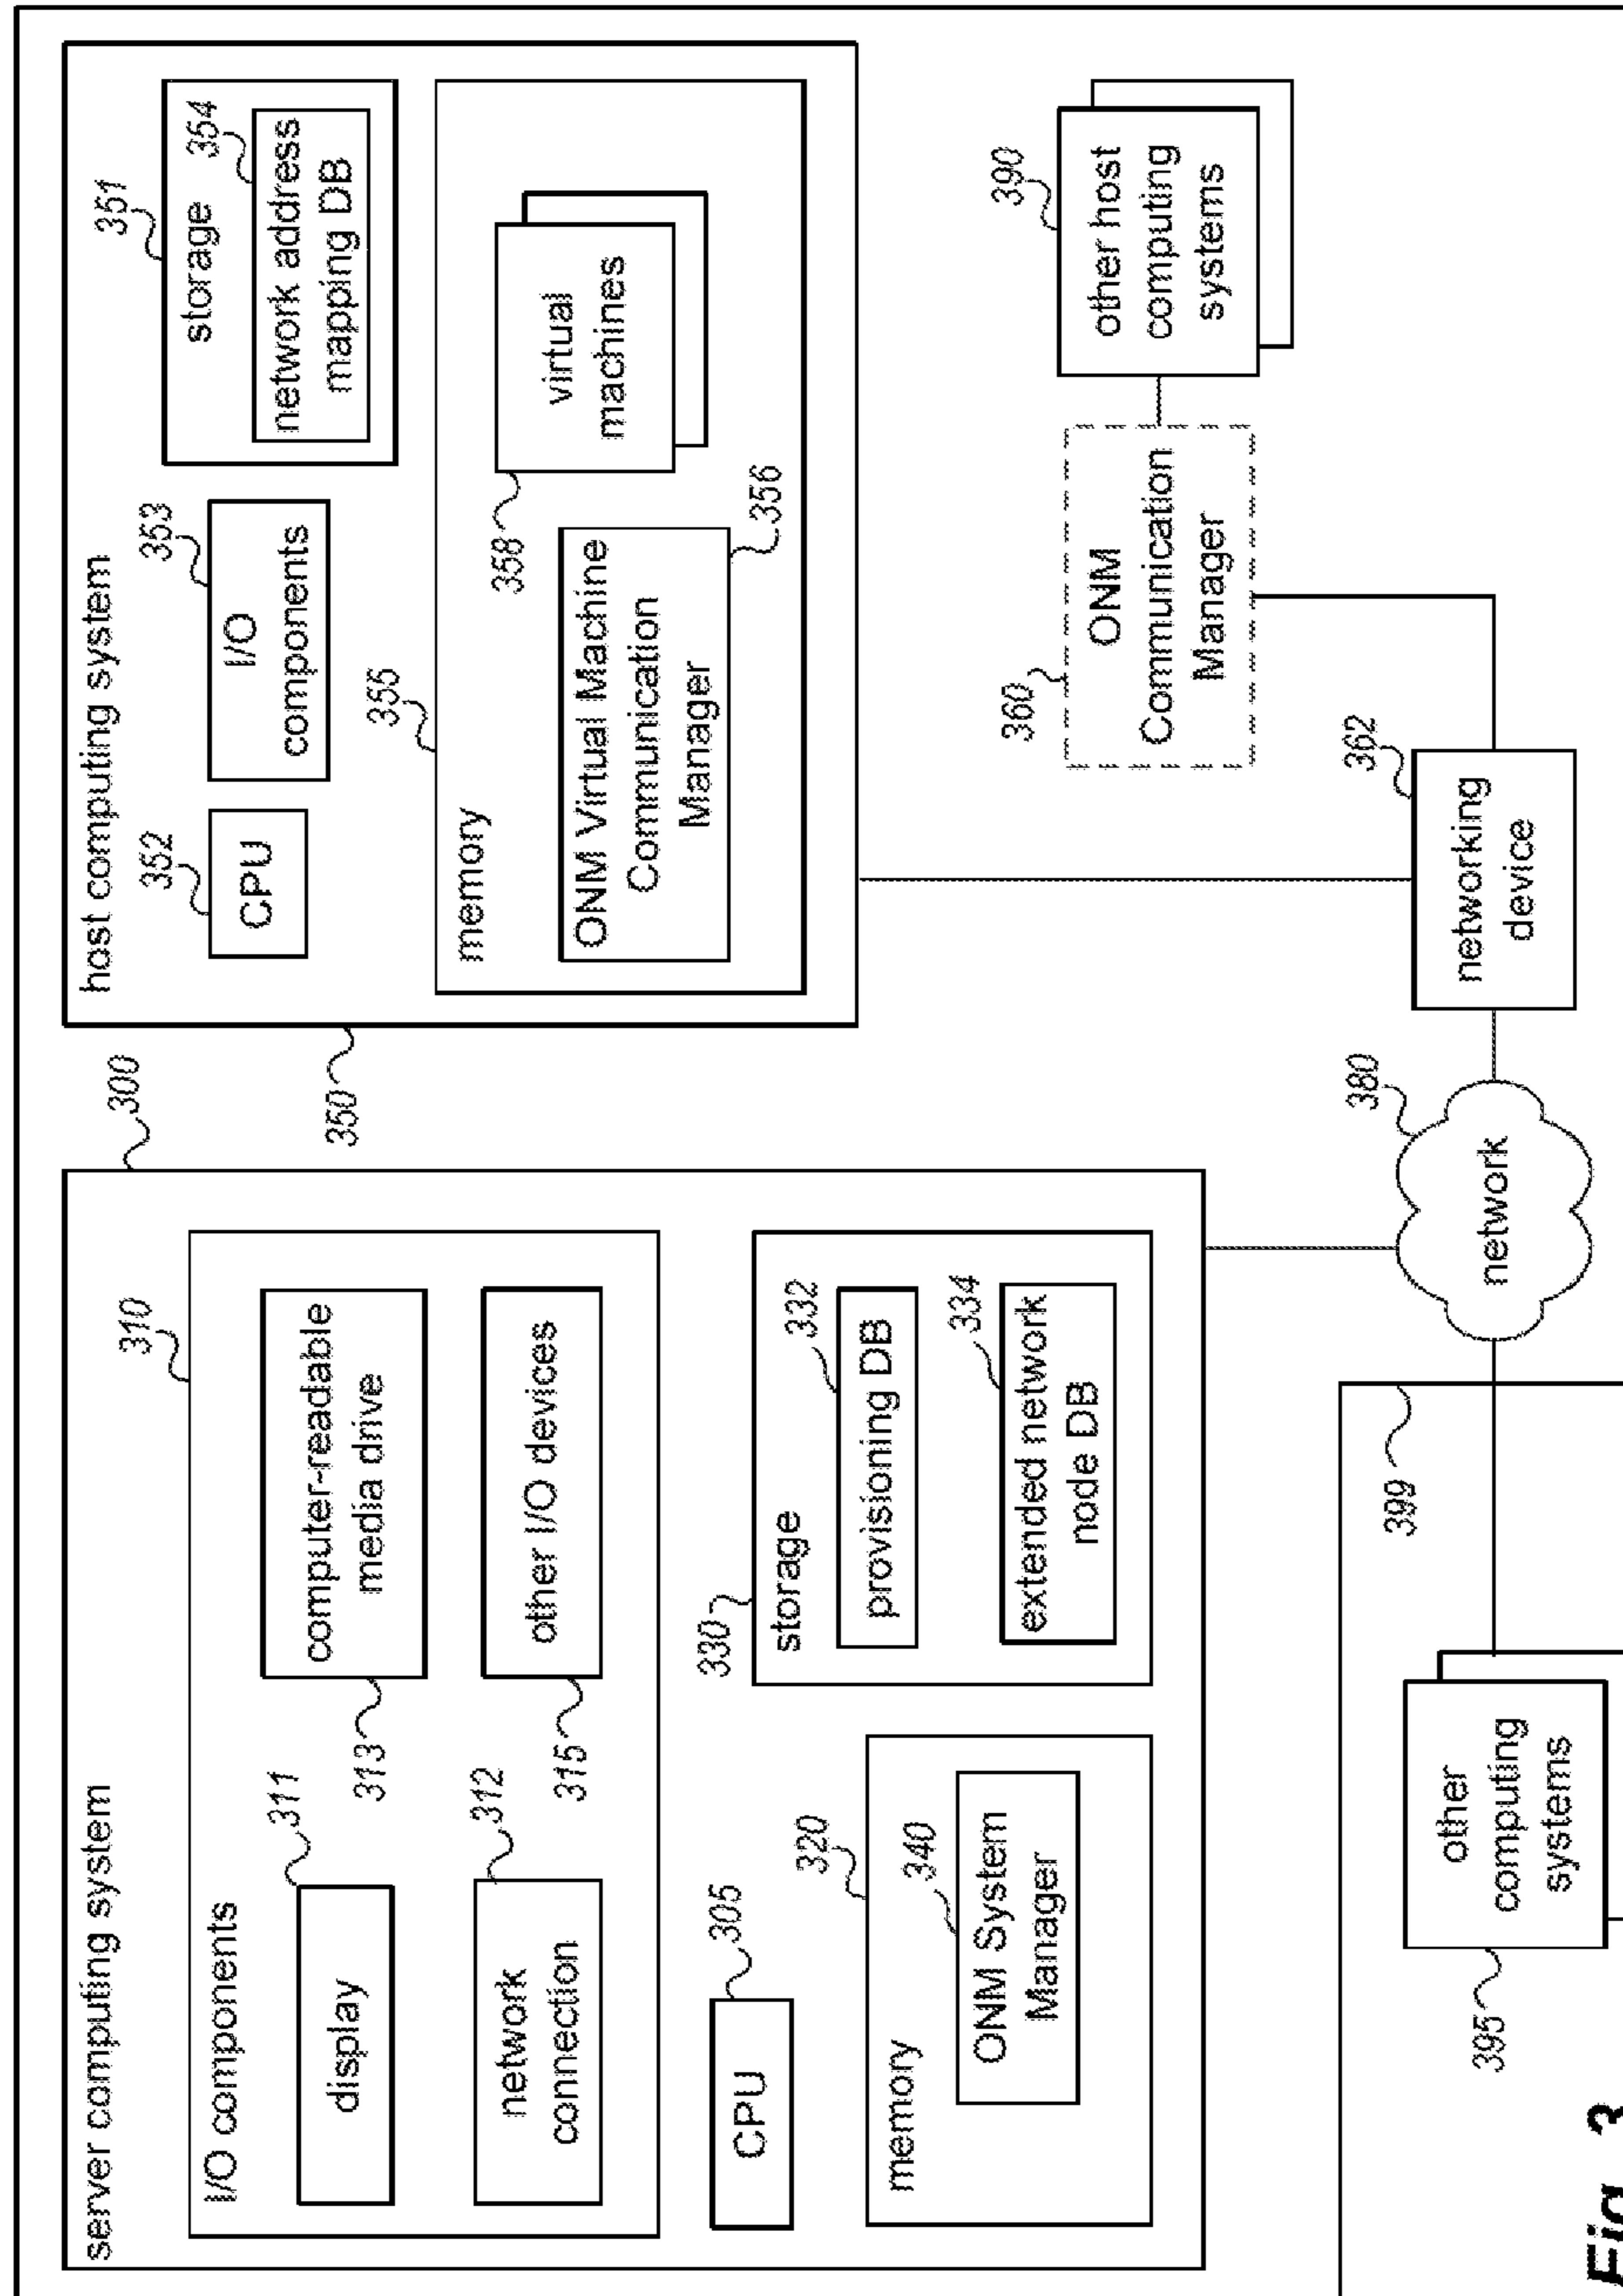 server computing system
300
I/O components
310
311
display
computer-readable
media drive
313
312
network
connection
other I/O devices
315
CPU
305
320
memory
340
ONM System
Manager
330
storage
332
provisioning DB
334
extended network
node DB
host computing system
350
352
CPU
353
I/O
components
351
storage
354
network address
mapping DB
355
memory
358
virtual
machines
ONM Virtual Machine
Communication
Manager
356
360
ONM
Communication
Manager
390
other host
computing
systems
362
networking
device
380
network
399
other
computing
systems
395
Fig. 3